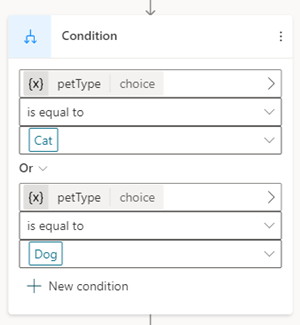 Condition
{x} petType choice
is equal to
Cat
Or
{x} petType choice
is equal to
Dog
New condition